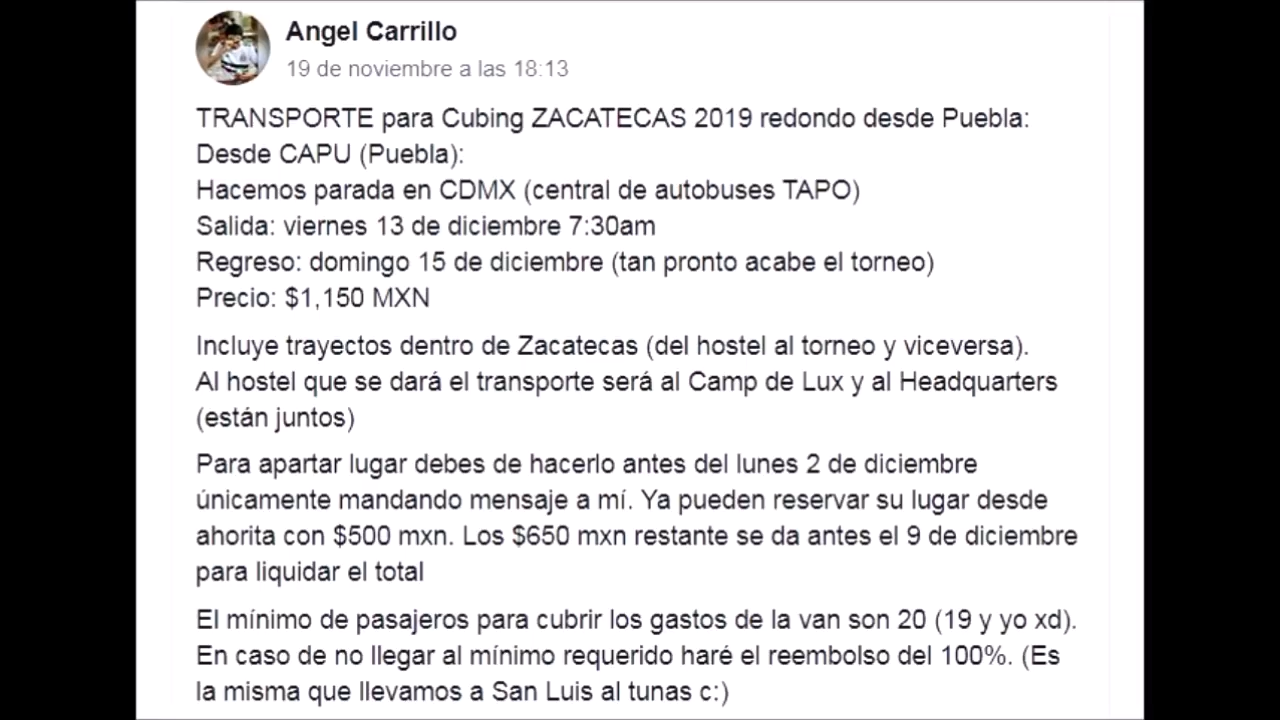 Angel Carrillo
19 de noviembre a las 18:13
TRANSPORTE para Cubing ZACATECAS 2019 redondo desde Puebla:
Desde CAPU (Puebla):
Hacemos parada en CDMX (central de autobuses TAPO)
Salida: viernes 13 de diciembre 7:30am
Regreso: domingo 15 de diciembre (tan pronto acabe el torneo)
Precio: $1,150 MXN
Incluye trayectos dentro de Zacatecas (del hostel al torneo y viceversa).
Al hostel que se dará el transporte será al Camp de Lux y al Headquarters
(están juntos)
Para apartar lugar debes de hacerlo antes del lunes 2 de diciembre
únicamente mandando mensaje a mí. Ya pueden reservar su lugar desde
ahorita con $500 mxn. Los $650 mxn restante se da antes el 9 de diciembre
para liquidar el total
El mínimo de pasajeros para cubrir los gastos de la van son 20 (19 y yo xd).
En caso de no llegar al mínimo requerido haré el reembolso del 100%. (Es
la misma que llevamos a San Luis al tunas c:)